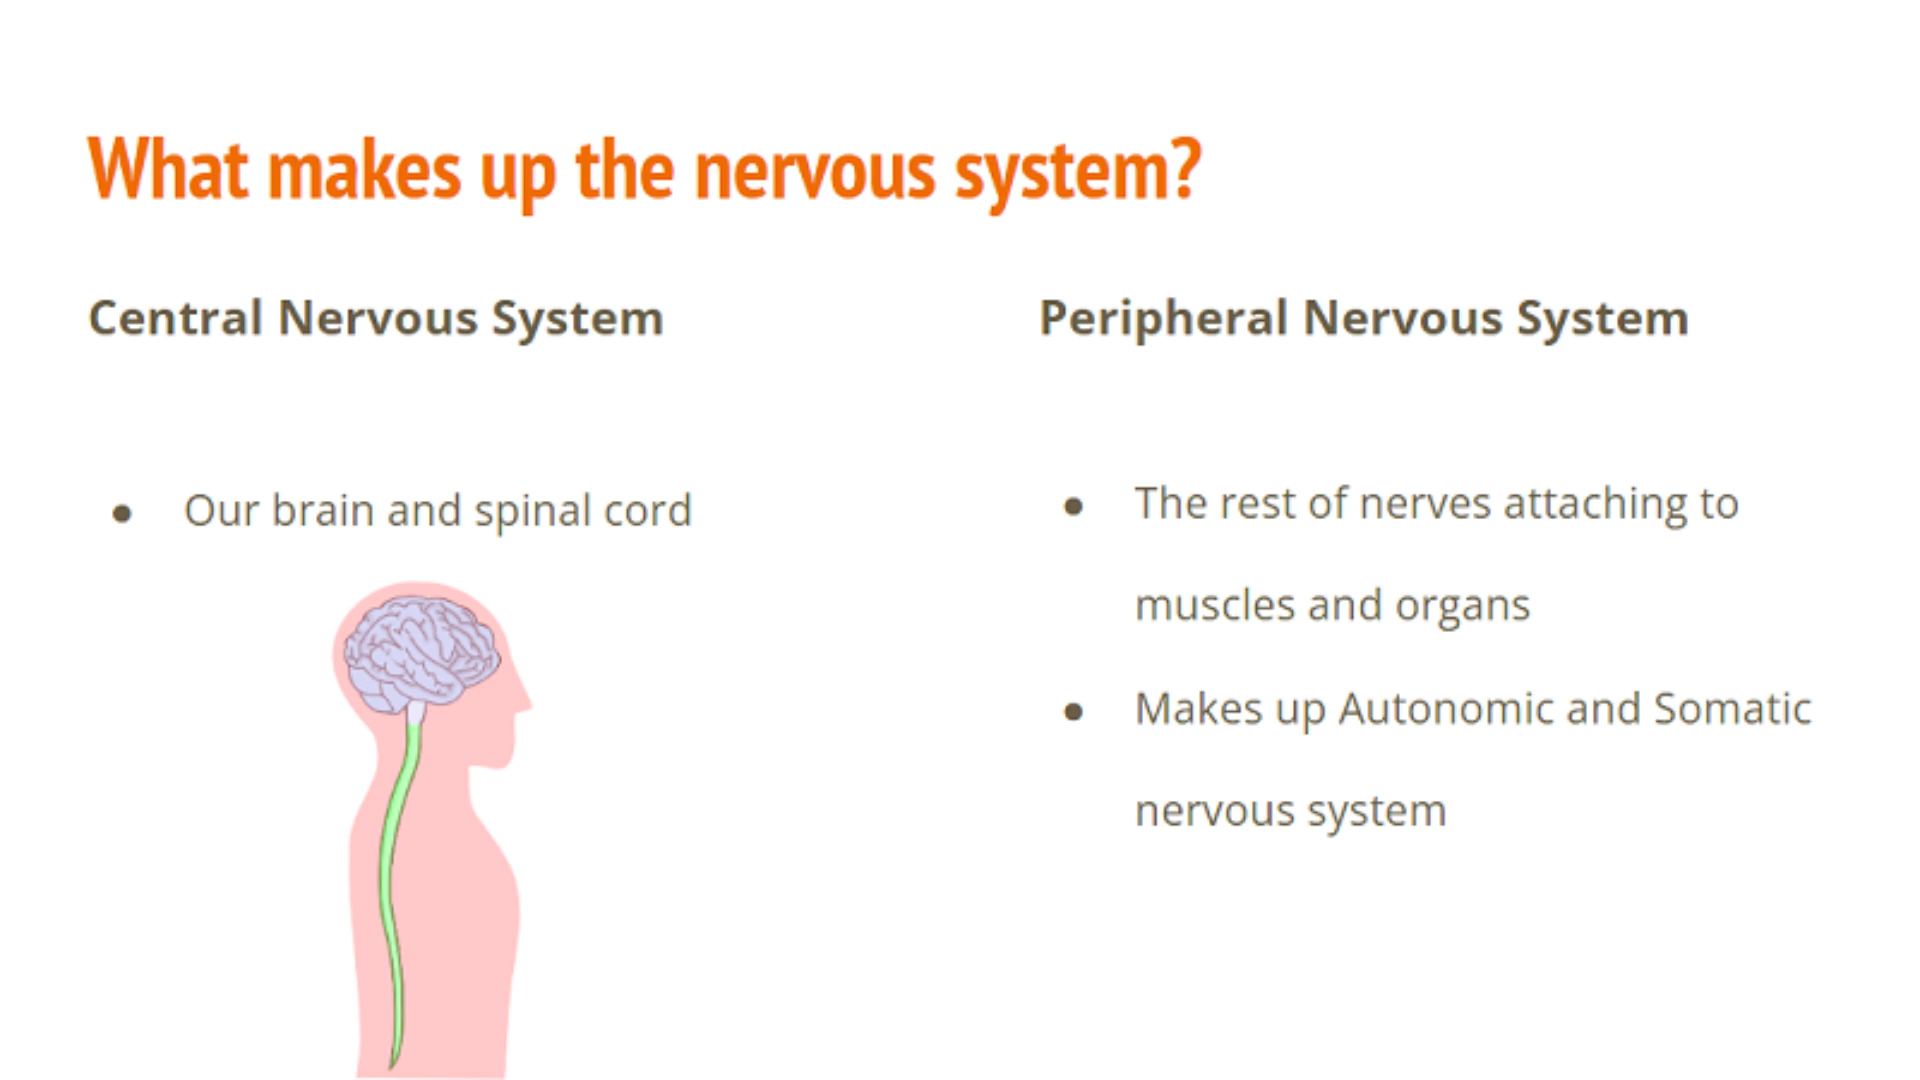 What makes up the nervous system?
Central Nervous System
● Our brain and spinal cord
Peripheral Nervous System
● The rest of nerves attaching to
muscles and organs
● Makes up Autonomic and Somatic
nervous system